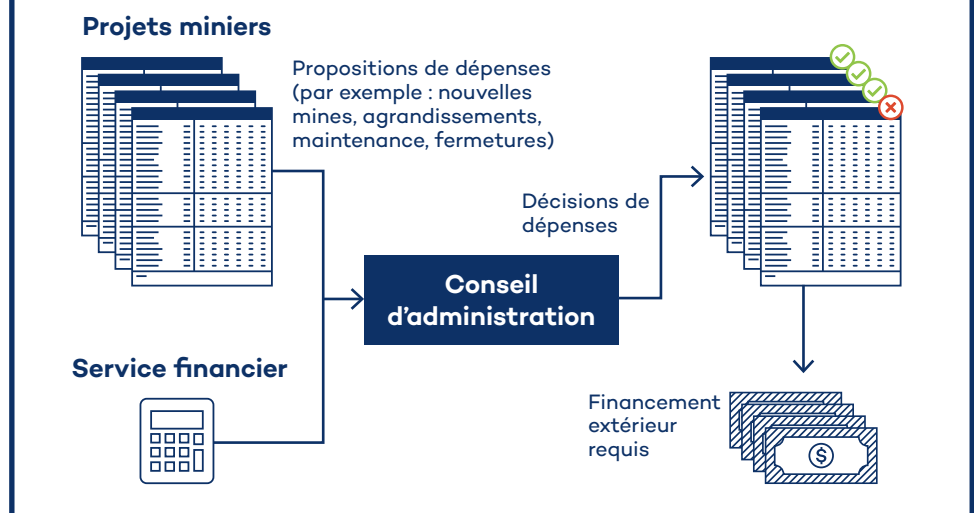 Projets miniers
Propositions de dépenses
(par exemple : nouvelles
mines, agrandissements,
maintenance, fermetures)
Décisions de
dépenses
Conseil
d’administration
Service financier
Financement
extérieur
requis
$